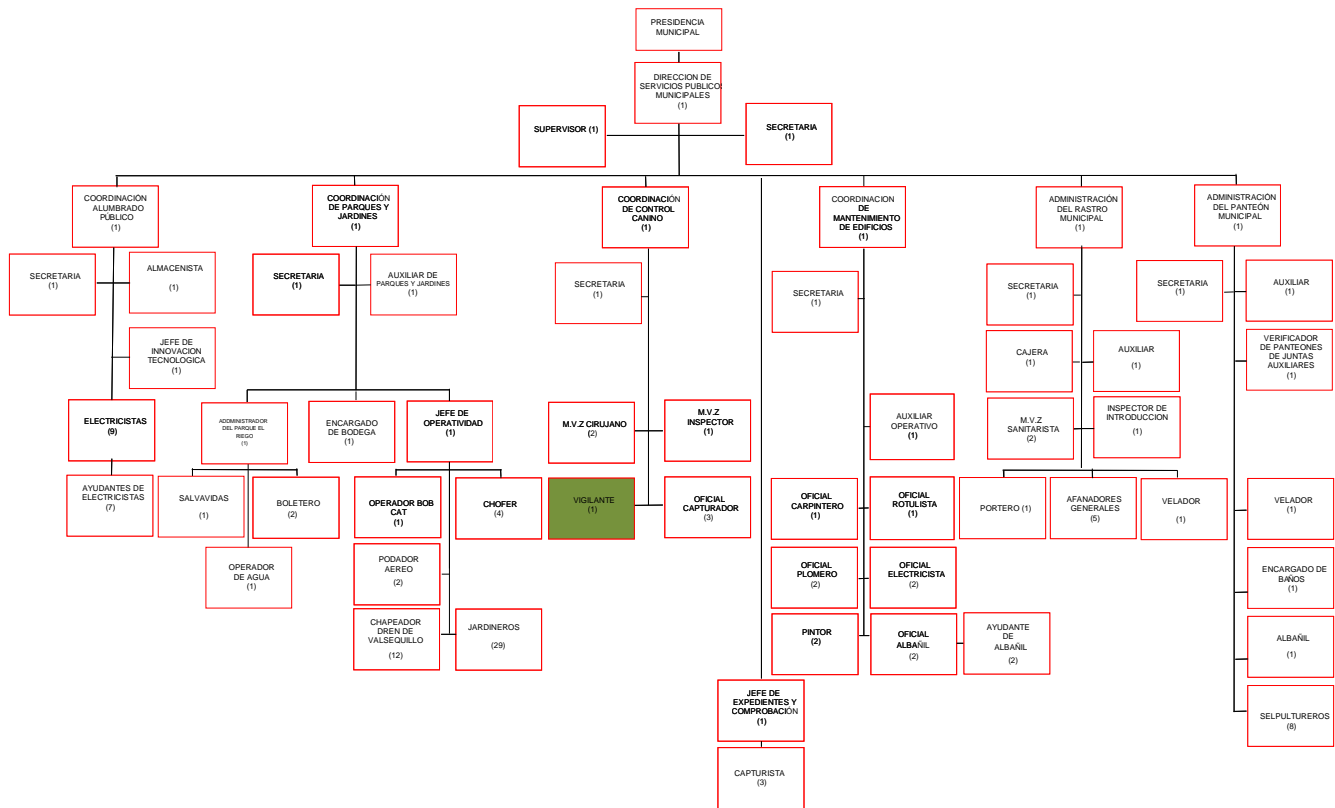 PRESIDENCIA
MUNICIPAL
DIRECCION DE
SERVICIOS PUBLICOS
MUNICIPALES
(1)
SUPERVISOR (1)
SECRETARIA
(1)
COORDINACIÓN
ALUMBRADO
PÚBLICO
(1)
COORDINACIÓN
DE PARQUES Y
JARDINES
(1)
COORDINACIÓN
DE CONTROL
CANINO
(1)
COORDINACION
DE
MANTENIMIENTO
DE EDIFICIOS
(1)
ADMINISTRACIÓN
DEL RASTRO
MUNICIPAL
(1)
ADMINISTRACIÓN
DEL PANTEÓN
MUNICIPAL
(1)
SECRETARIA
(1)
ALMACENISTA
(1)
JEFE DE
INNOVACION
TECNOLOGICA
(1)
ELECTRICISTAS
(9)
AYUDANTES DE
ELECTRICISTAS
(7)
SECRETARIA
(1)
AUXILIAR DE
PARQUES Y JARDINES
(1)
ADDMINISTRADOR
DEL PARQUE EL
RIEGO
(1)
ENCARGADO
DE BODEGA
(1)
JEFE DE
OPERATIVIDAD
(1)
SALVAVIDAS
(1)
BOLETERO
(2)
OPERADOR
DE AGUA
(1)
OPERADOR BOB
CAT
(1)
CHOFER
(4)
PODADOR
AEREO
(2)
CHAPEADOR
DREN DE
VALSEQUILLO
(12)
JARDINEROS
(29)
SECRETARIA
(1)
M.V.Z CIRUJANO
(2)
M.V.Z
INSPECTOR
(1)
VIGILANTE
(1)
OFICIAL
CAPTURADOR
(3)
JEFE DE
EXPEDIENTES Y
COMPROBACIÓN
(1)
CAPTURISTA
(3)
SECRETARIA
(1)
AUXILIAR
OPERATIVO
(1)
OFICIAL
CARPINTERO
(1)
OFICIAL
ROTULISTA
(1)
OFICIAL
PLOMERO
(2)
OFICIAL
ELECTRICISTA
(2)
PINTOR
(2)
OFICIAL
ALBAÑIL
(2)
AYUDANTE
DE
ALBAÑIL
(2)
SECRETARIA
(1)
CAJERA
(1)
AUXILIAR
(1)
M.V.Z
SANITARISTA
(2)
INSPECTOR DE
INTRODUCCION
(1)
PORTERO (1)
AFANADORES
GENERALES
(5)
VELADOR
(1)
SECRETARIA
(1)
AUXILIAR
(1)
VERIFICADOR
DE PANTEONES
DE JUNTAS
AUXILIARES
(1)
VELADOR
(1)
ENCARGADO DE
BAÑOS
(1)
ALBAÑIL
(1)
SELPULTUREROS
(8)